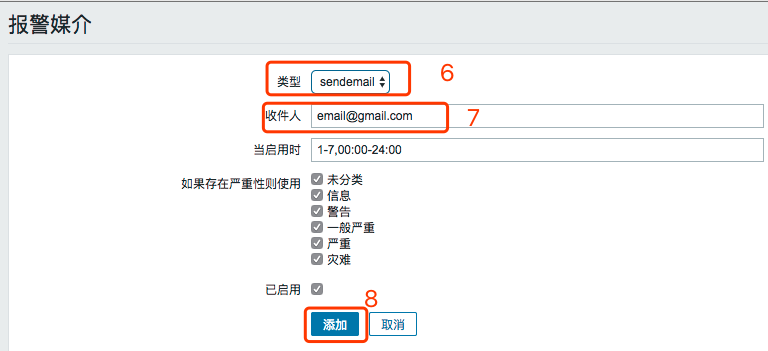 报警媒介
类型 sendemail 6
收件人 email@gmail.com 7
当启用时 1-7,00:00-24:00
如果存在严重性则使用 未分类
信息
警告
一般严重
严重
灾难
已启用
8
添加 取消